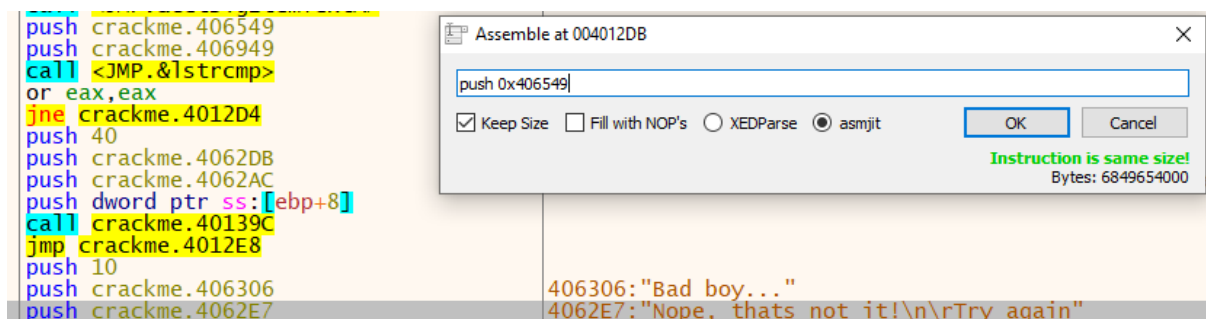 push crackme.406549
push crackme.406949
call <JMP.&lstrcmp>
or eax,eax
jne crackme.4012D4
push 40
push crackme.4062DB
push crackme.4062AC
push dword ptr ss:[ebp+8]
call crackme.40139C
jmp crackme.4012E8
push 10
push crackme.406306 406306:"Bad boy..."
push crackme.4062E7 4062E7:"Nope, thats not it!\n\rTry again"
Assemble at 004012DB
push 0x406549
Keep Size Fill with NOP's XEDParse asmjit OK Cancel
Instruction is same size!
Bytes: 6849654000